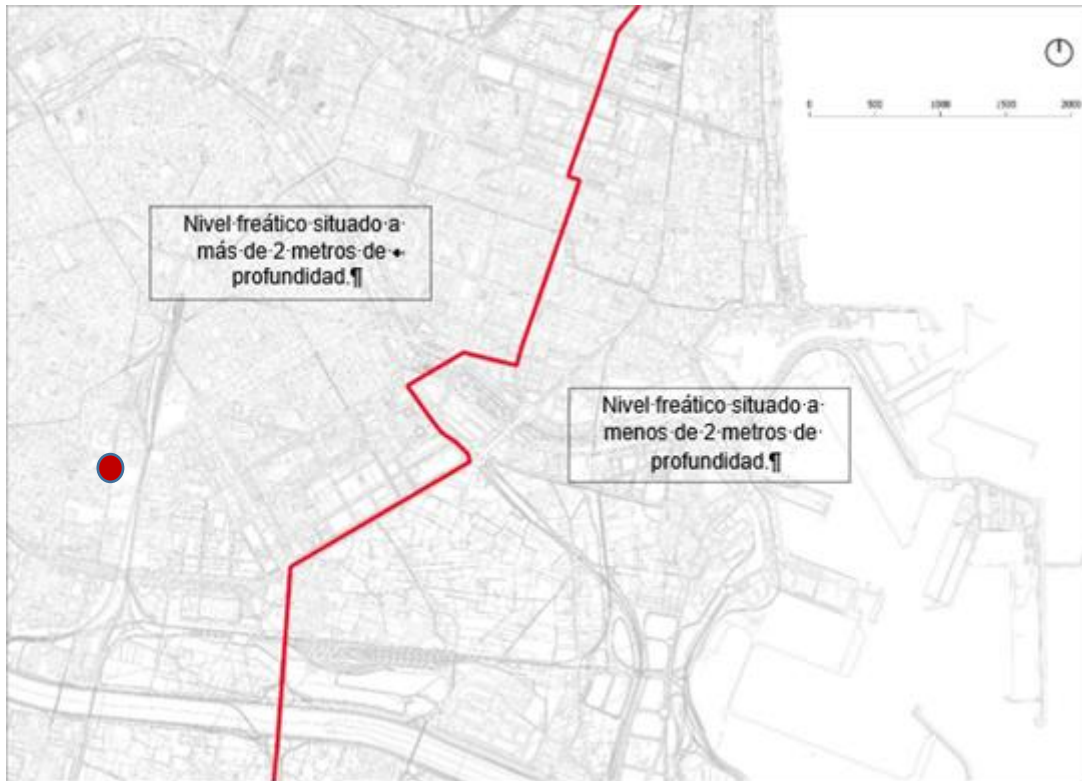 0 500 1000 1500 2000
Nivel·freático·situado·a·
más·de·2·metros·de·
profundidad.¶
Nivel·freático·situado·a·
menos·de·2·metros·de·
profundidad.¶